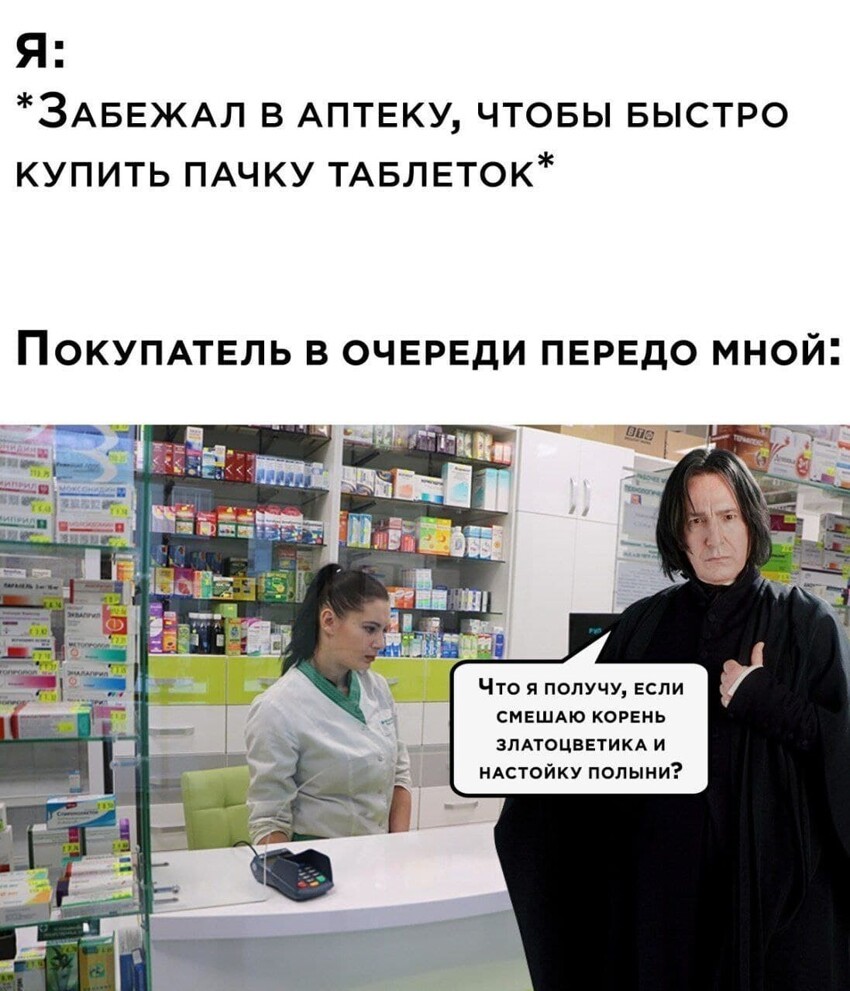 Я:
*Забежал в аптеку, чтобы быстро
купить пачку таблеток*
Покупатель в очереди передо мной:
Что я получу, если
смешаю корень
златоцветика и
настойку полыни?